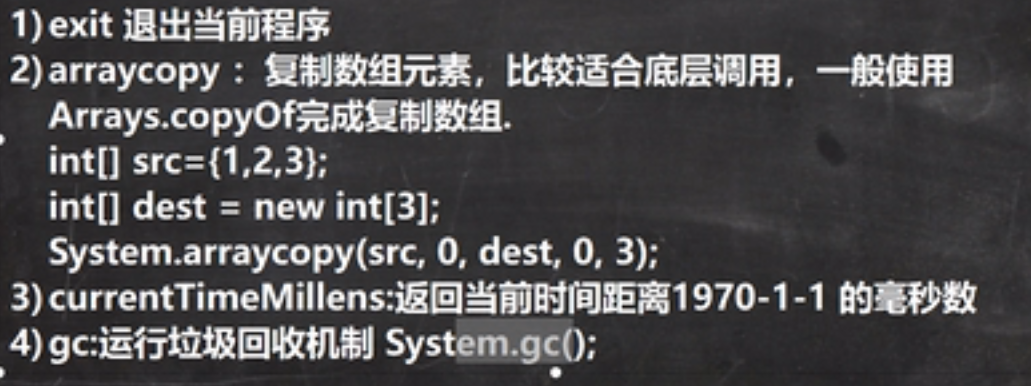 1) exit 退出当前程序
2) arraycopy ：复制数组元素，比较适合底层调用，一般使用
Arrays.copyOf完成复制数组.
int[] src={1,2,3};
int[] dest = new int[3];
System.arraycopy(src, 0, dest, 0, 3);
3) currentTimeMillens:返回当前时间距离1970-1-1 的毫秒数
4) gc:运行垃圾回收机制 System.gc();